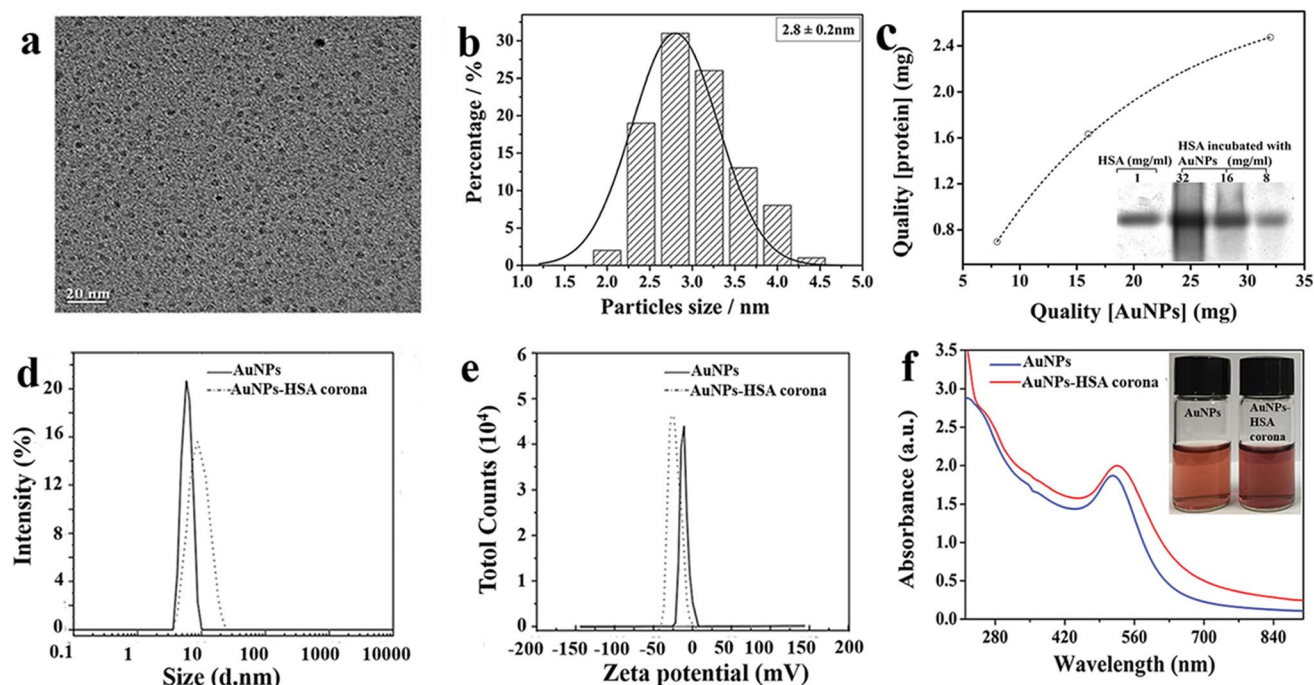 a
20 nm
b
2.8 ± 0.2nm
30
25
20
15
10
5
0
Percentage / %
1.0 1.5 2.0 2.5 3.0 3.5 4.0 4.5 5.0
Particles size / nm
c
2.4
1.6
0.8
Quality [protein] (mg)
HSA incubated with
HSA (mg/ml) AuNPs (mg/ml)
1 32 16 8
5 10 15 20 25 30 35
Quality [AuNPs] (mg)
d
AuNPs
AuNPs-HSA corona
20
16
12
8
4
0
Intensity (%)
0.1 1 10 100 1000 10000
Size (d.nm)
e
AuNPs
AuNPs-HSA corona
6
5
4
3
2
1
0
Totol Counts (10⁴)
-200 -150 -100 -50 0 50 100 150 200
Zeta potential (mV)
f
AuNPs
AuNPs-HSA corona
AuNPs
AuNPs-
HSA
corona
3.5
3.0
2.5
2.0
1.5
1.0
0.5
0.0
Absorbance (a.u.)
280 420 560 700 840
Wavelength (nm)